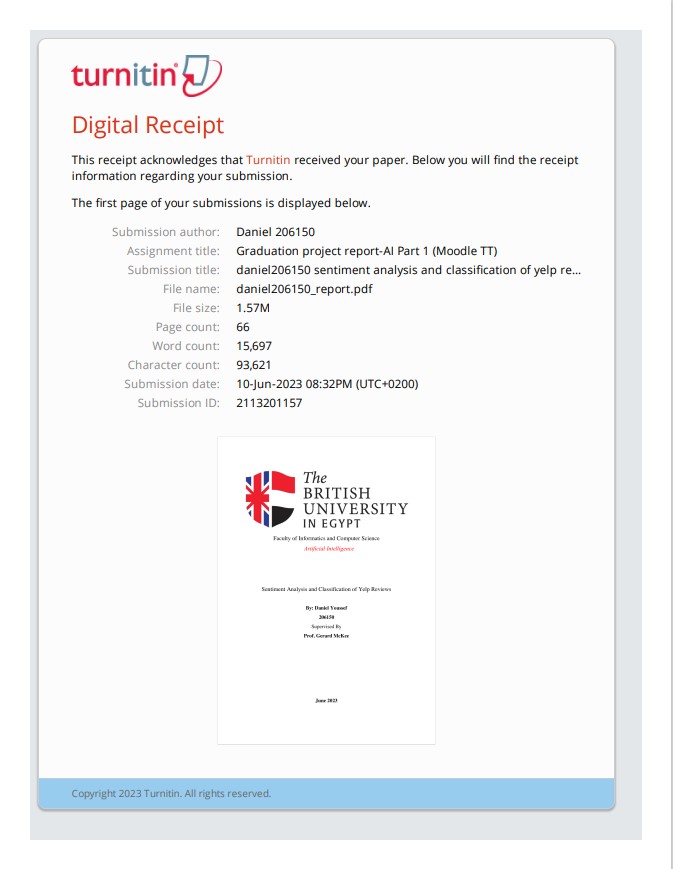 turnitin
Digital Receipt
This receipt acknowledges that Turnitin received your paper. Below you will find the receipt
information regarding your submission.
The first page of your submissions is displayed below.
Submission author: Daniel 206150
Assignment title: Graduation project report-AI Part 1 (Moodle TT)
Submission title: daniel206150 sentiment analysis and classification of yelp re...
File name: daniel206150_report.pdf
File size: 1.57M
Page count: 66
Word count: 15,697
Character count: 93,621
Submission date: 10-Jun-2023 08:32PM (UTC+0200)
Submission ID: 2113201157
The
BRITISH
UNIVERSITY
IN EGYPT
Faculty of Informatics and Computer Science
Artificial Intelligence
Sentiment Analysis and Classification of Yelp Reviews
By: Daniel Youssef
206150
Supervised By
Prof. Gerard McKee
June 2023
Copyright 2023 Turnitin. All rights reserved.